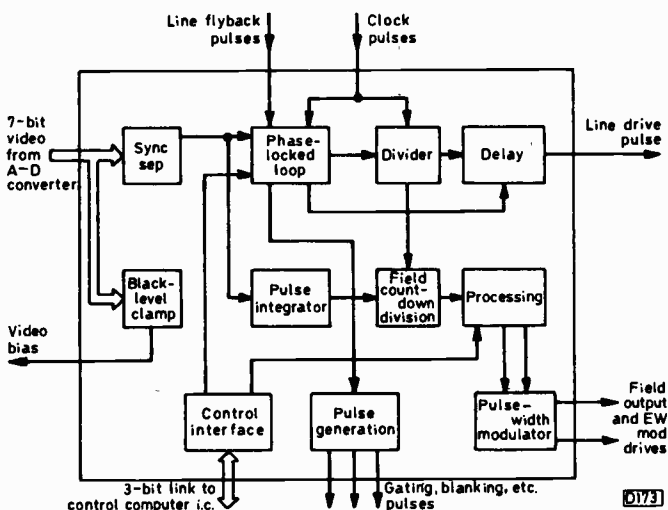 Line flyback
pulses
Clock
pulses
7-bit
video
from
A-D
converter
Sync
sep
Phase-
locked
loop
Divider
Delay
Line drive
pulse
Black-
level
clamp
Pulse
integrator
Field
count-
down
division
Processing
Video
bias
Control
interface
Pulse
generation
Pulse-
width
modulator
Field
output
and EW
mod
drives
3-bit link to
control computer i.c.
Gating, blanking, etc.
pulses
D173